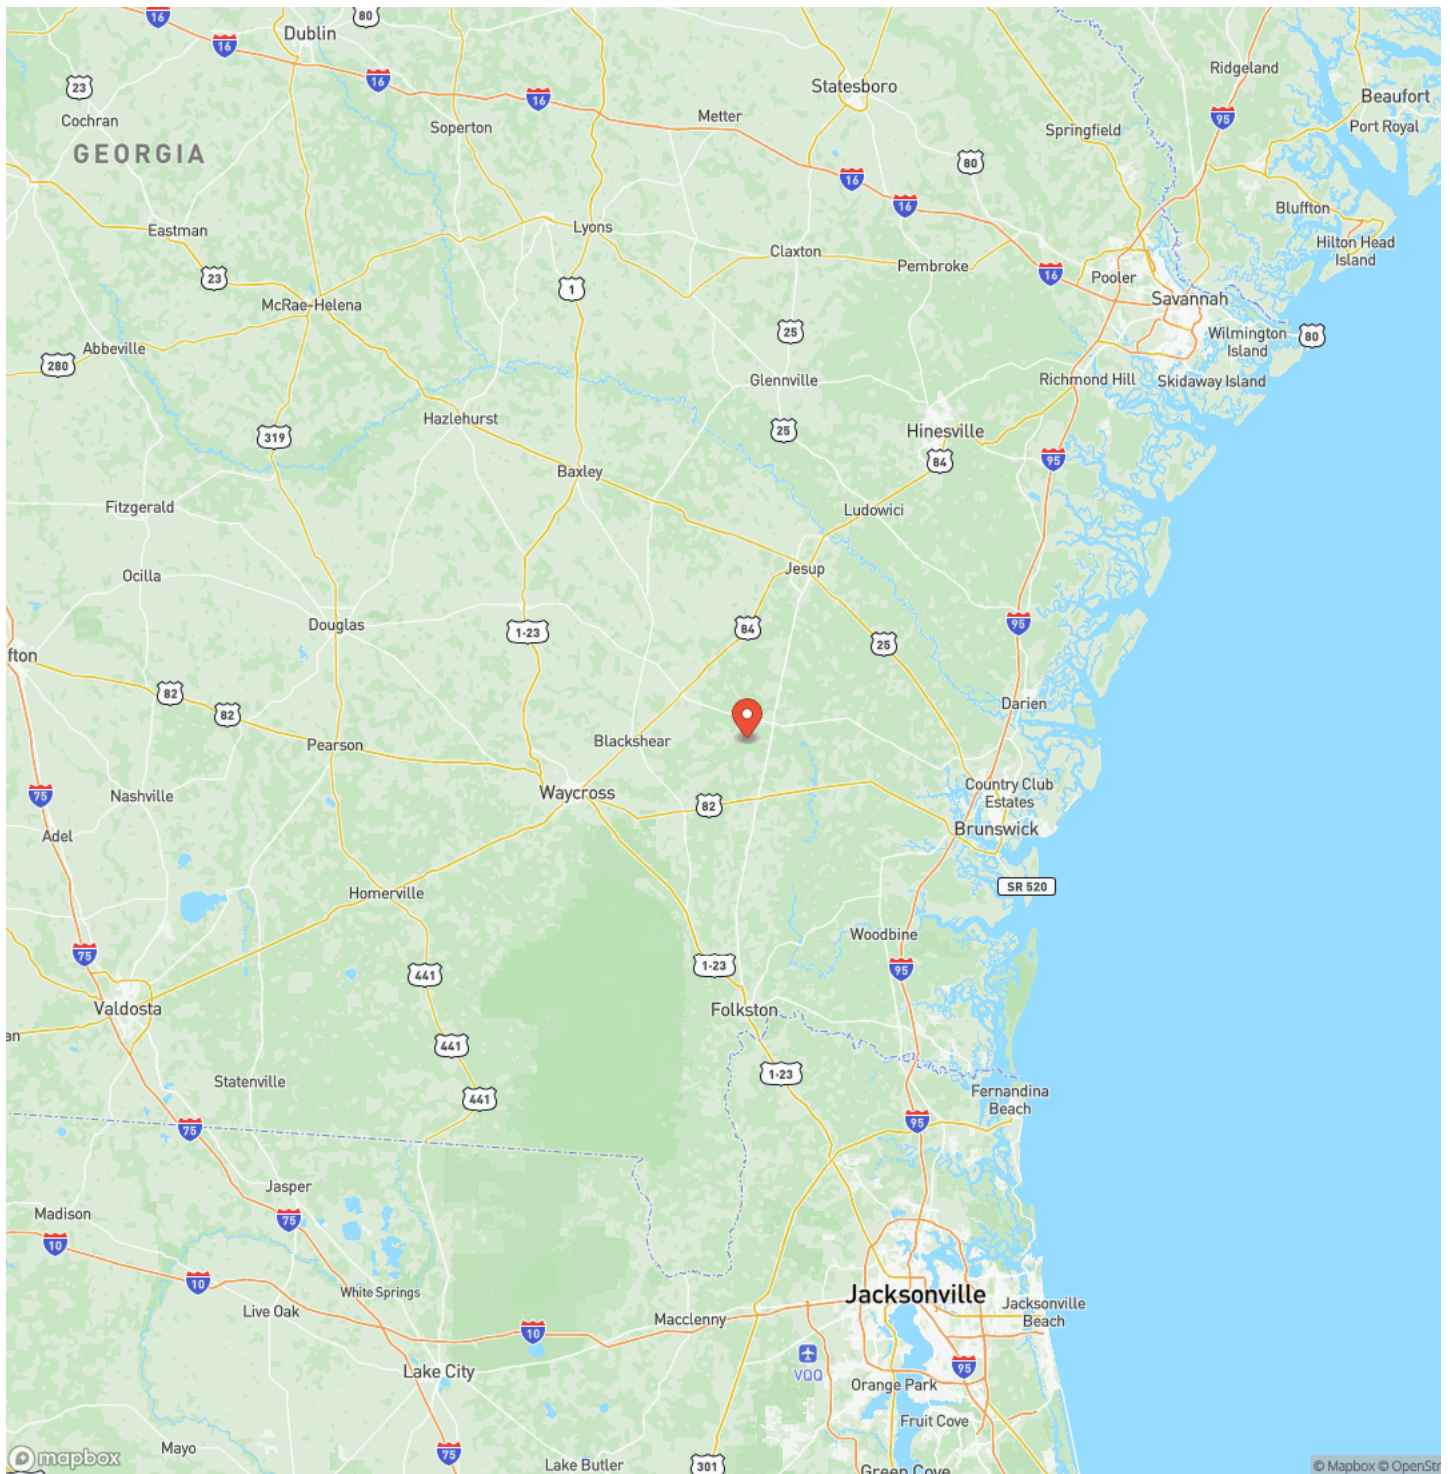 16
80
Dublin
16
Ridgeland
16
Statesboro
23
16
Beaufort
Metter
95
Cochran
Soperton
Springfield
Port Royal
GEORGIA
80
16
16
Bluffton
Eastman
Lyons
Hilton Head
Island
Claxton
Pembroke
16
Pooler
23
1
Savannah
McRae-Helena
25
Wilmington
Island
80
Abbeville
280
Glennville
Richmond Hill
Skidaway Island
Hazlehurst
319
25
Hinesville
84
95
Baxley
Fitzgerald
Ludowici
Jesup
Ocilla
Douglas
1-23
84
95
25
fton
82
82
Darien
Blackshear
Pearson
Country Club
Estates
75
Nashville
Waycross
82
Adel
Brunswick
SR 520
Homerville
Woodbine
75
441
1-23
95
Valdosta
Folkston
an
441
1-23
Statenville
441
Fernandina
Beach
95
75
Jasper
Madison
75
10
10
White Springs
Jacksonville
Live Oak
Jacksonville
Beach
Macclenny
10
VQQ
95
Lake City
Orange Park
Fruit Cove
Mayo
75
Lake Butler
301
Green Cove
mapbox
© Mapbox © OpenStr